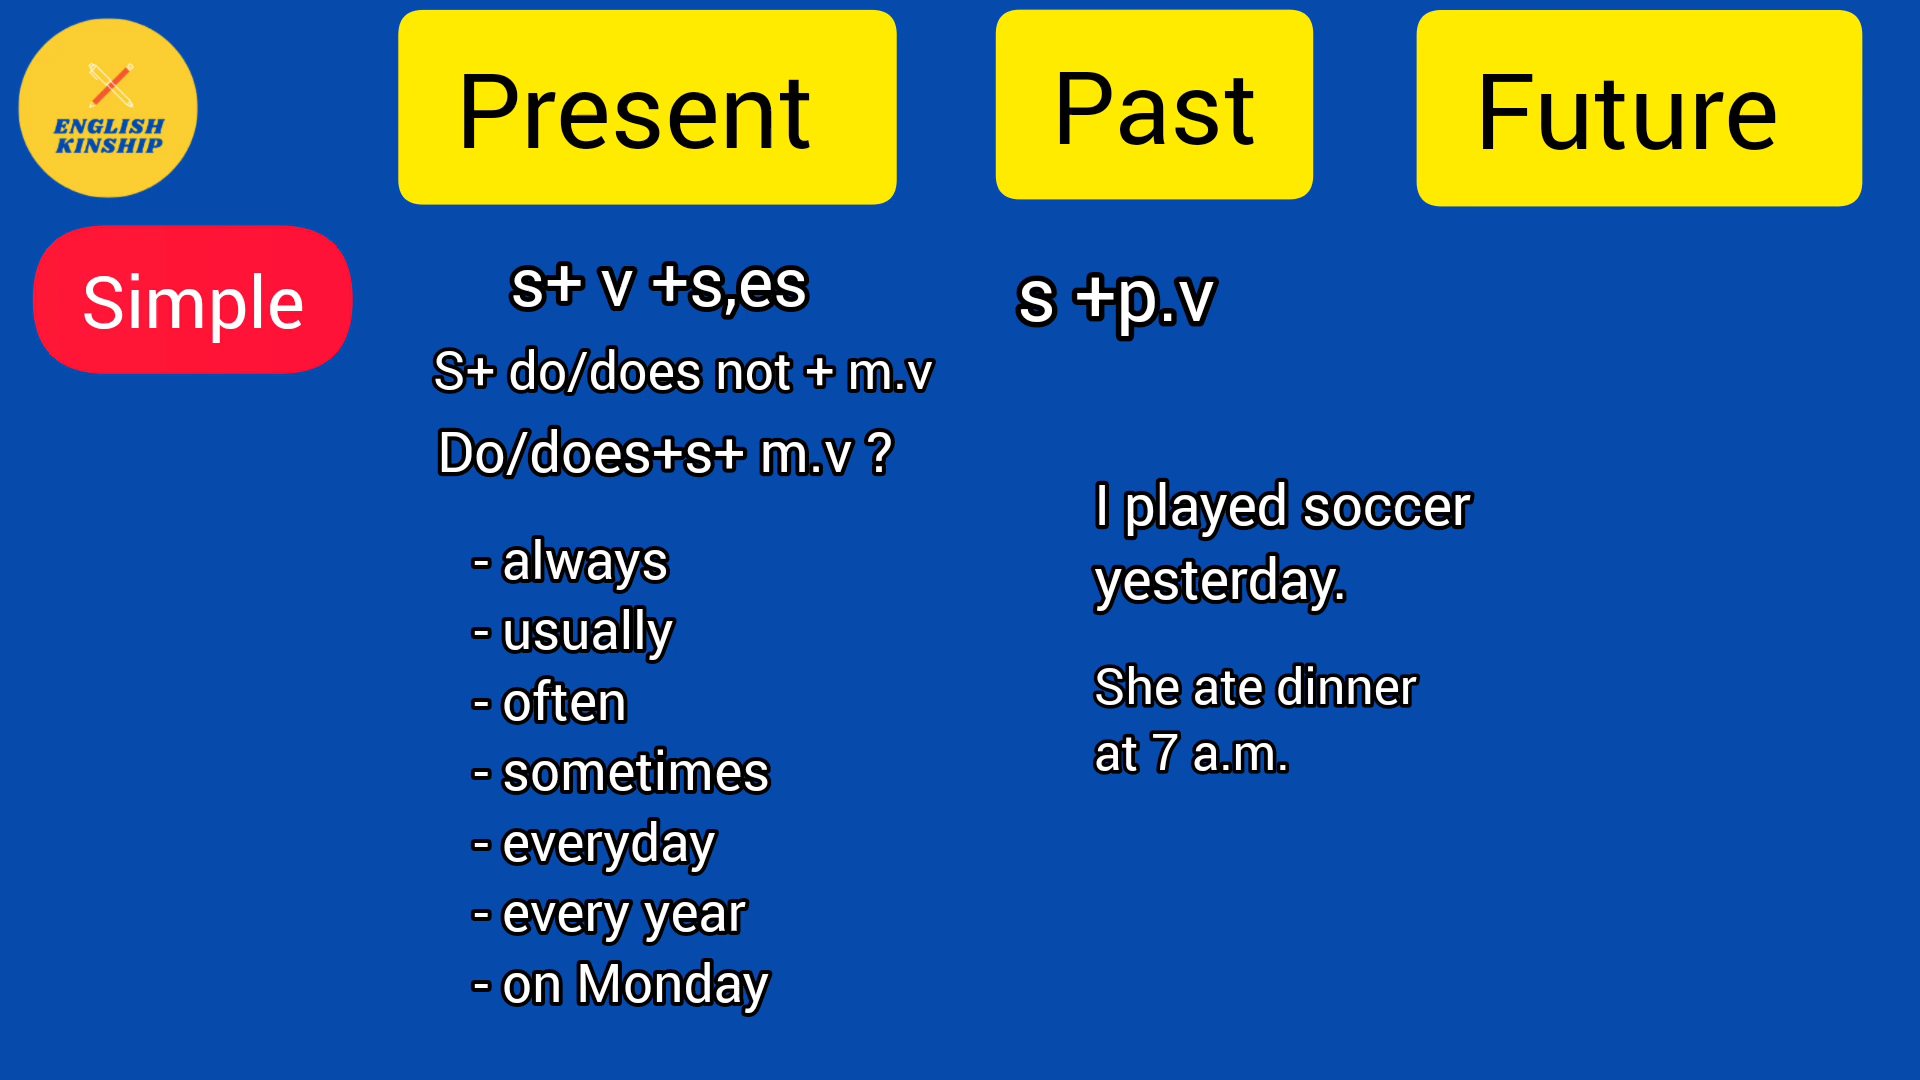 ENGLISH
KINSHIP
Present
Past
Future
Simple
s+ v +s,es
S+ do/does not + m.v
Do/does+s+ m.v ?
- always
- usually
- often
- sometimes
- everyday
- every year
- on Monday
s +p.v
I played soccer
yesterday.
She ate dinner
at 7 a.m.